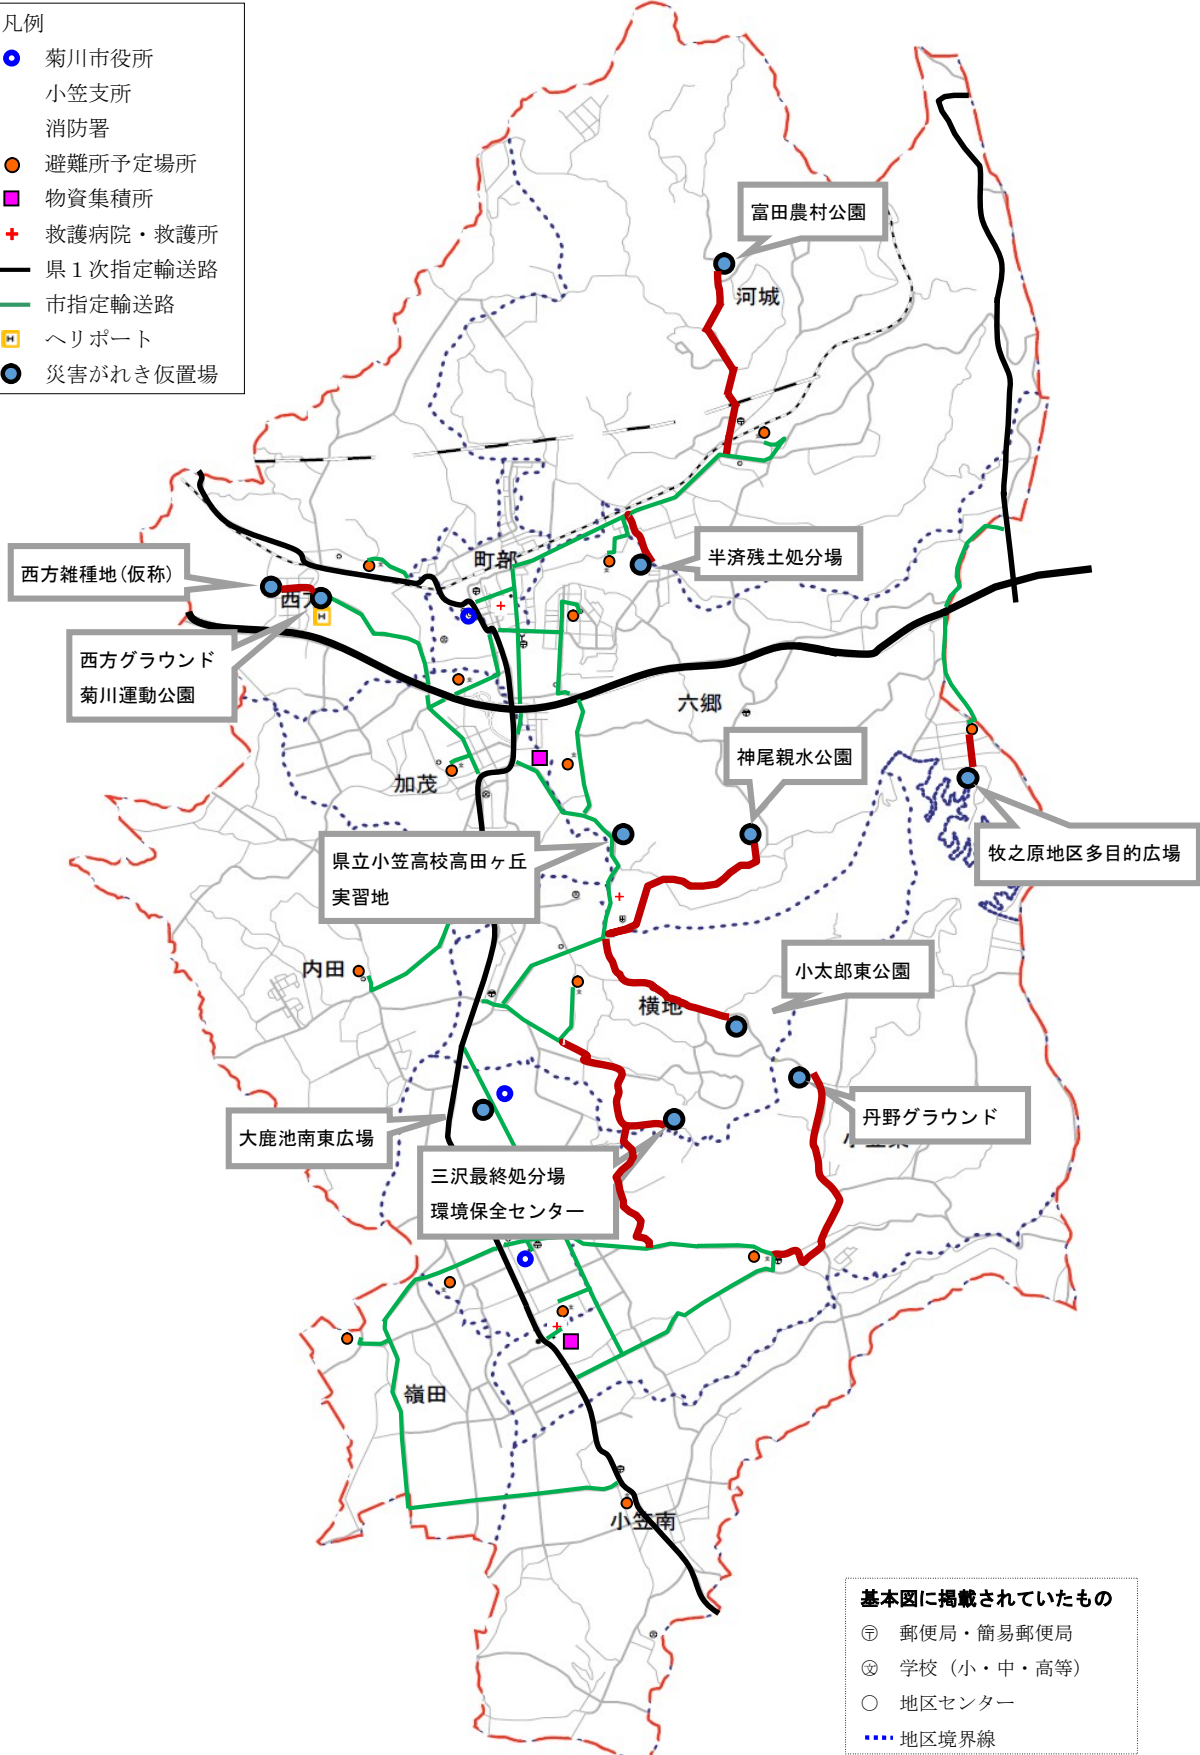 凡例
菊川市役所
小笠支所
消防署
避難所予定場所
物資集積所
救護病院・救護所
県１次指定輸送路
市指定輸送路
H ヘリポート
災害がれき仮置場
富田農村公園
河城
町部
半済残土処分場
西方雑種地(仮称)
西方
H
西方グラウンド
菊川運動公園
六郷
神尾親水公園
加茂
県立小笠高校高田ヶ丘
実習地
牧之原地区多目的広場
内田
小太郎東公園
横地
丹野グラウンド
大鹿池南東広場
三沢最終処分場
環境保全センター
嶺田
小笠南
基本図に掲載されていたもの
〒 郵便局・簡易郵便局
文 学校（小・中・高等）
地区センター
地区境界線